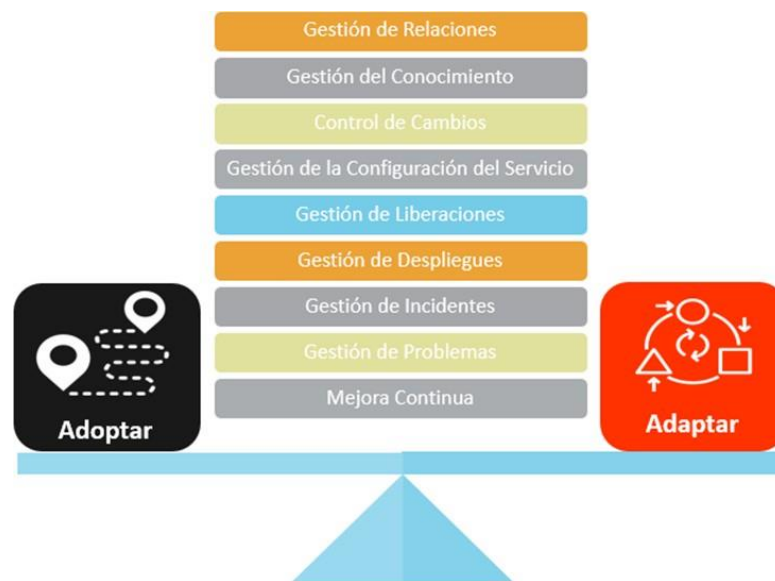 Gestión de Relaciones
Gestión del Conocimiento
Control de Cambios
Gestión de la Configuración del Servicio
Gestión de Liberaciones
Gestión de Despliegues
Gestión de Incidentes
Gestión de Problemas
Mejora Continua
Adoptar
Adaptar